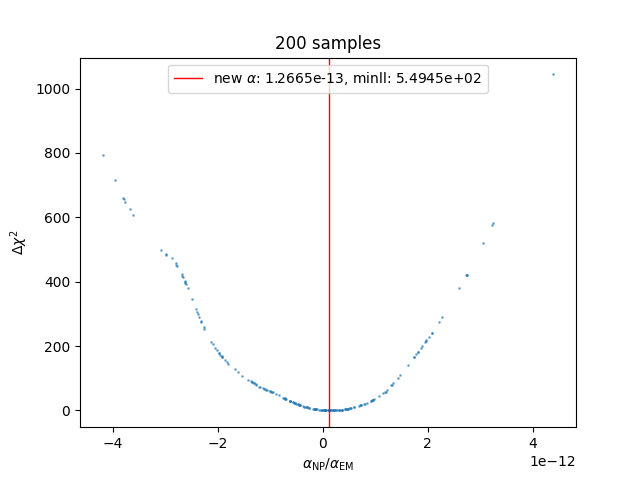 200 samples
new α: 1.2665e-13, minll: 5.4945e+02
Δχ²
1000
800
600
400
200
0
−4 −2 0 2 4
1e−12
α_NP/α_EM